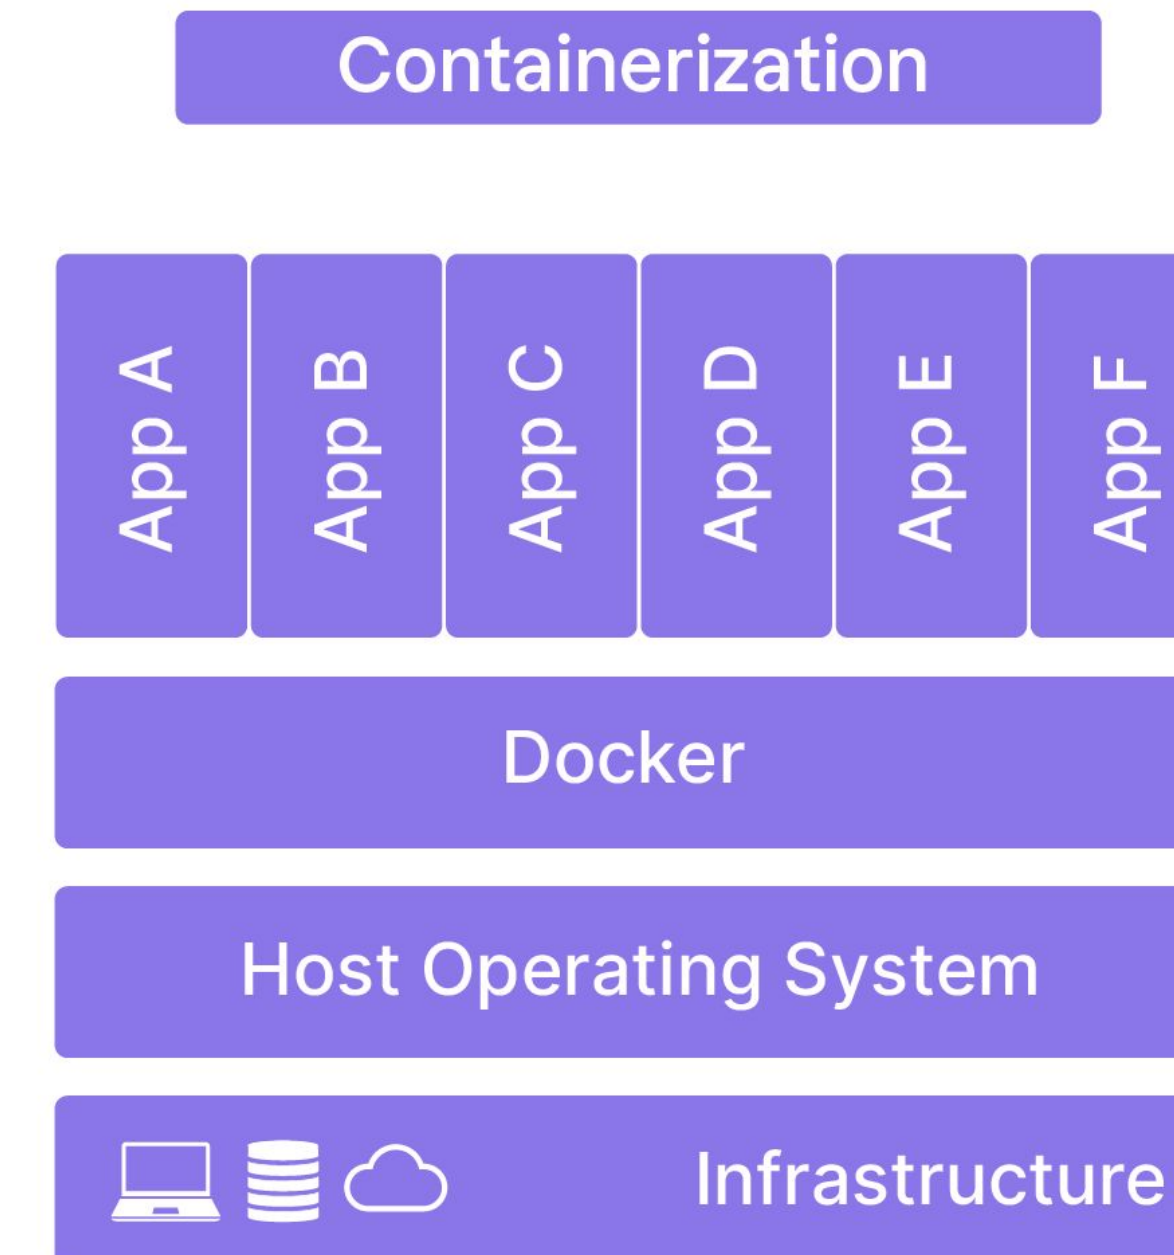 Containerization
App A
App B
App C
App D
App E
App F
Docker
Host Operating System
Infrastructure